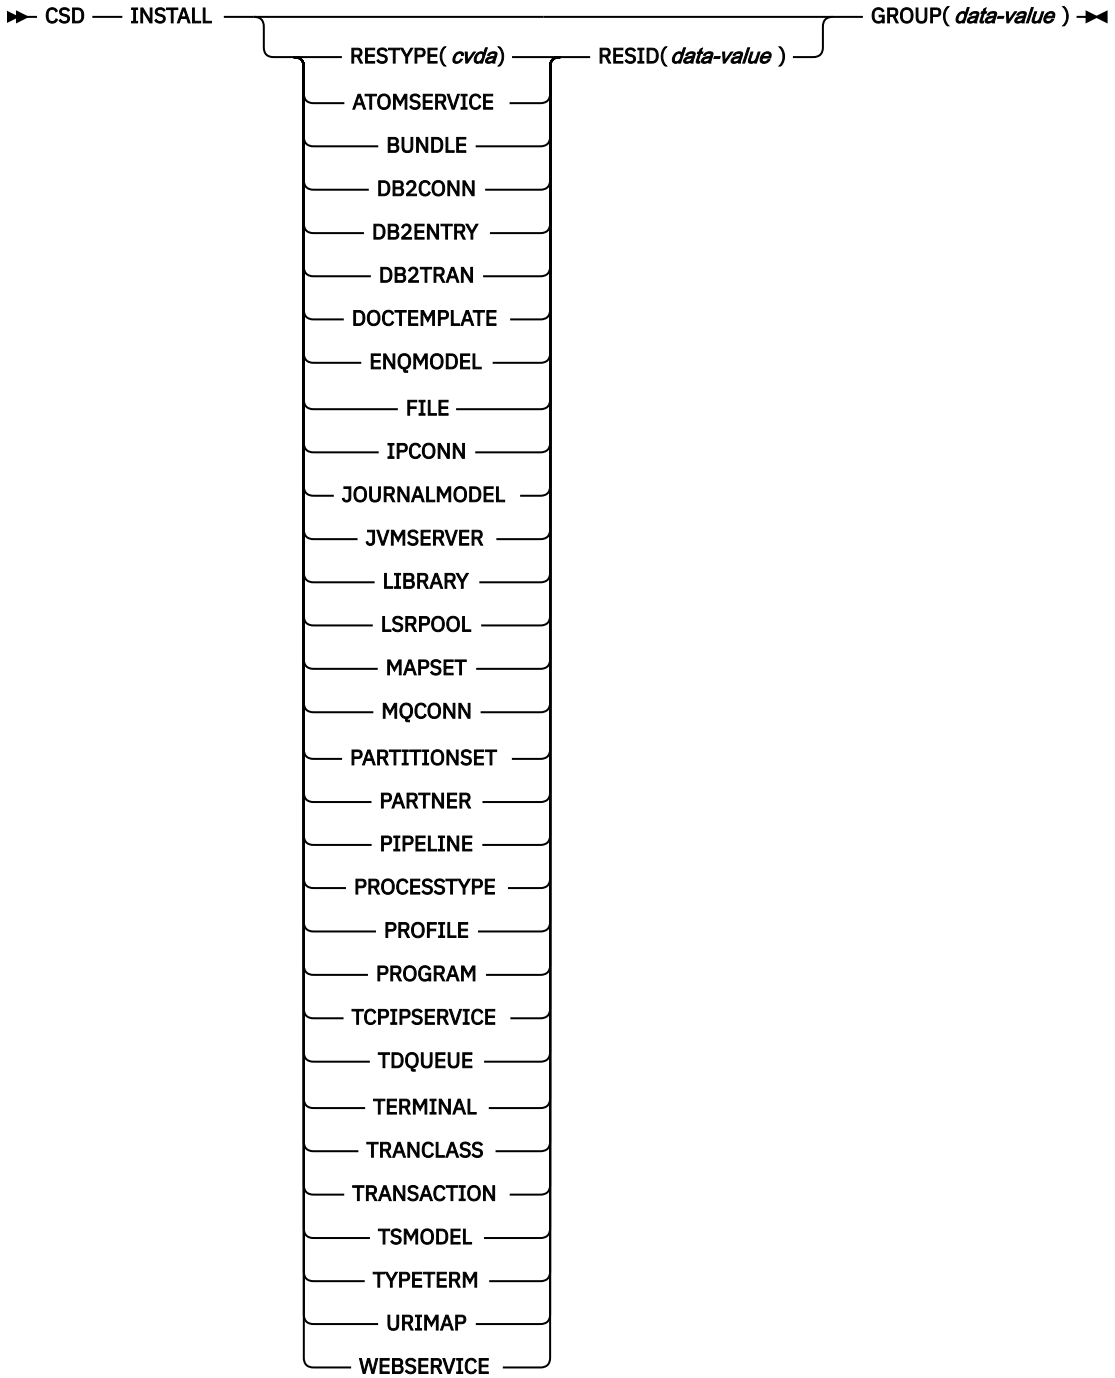 CSD INSTALL GROUP( data-value )
RESTYPE( cvda) RESID( data-value )
ATOMSERVICE
BUNDLE
DB2CONN
DB2ENTRY
DB2TRAN
DOCTEMPLATE
ENQMODEL
FILE
IPCONN
JOURNALMODEL
JVMSERVER
LIBRARY
LSRPOOL
MAPSET
MQCONN
PARTITIONSET
PARTNER
PIPELINE
PROCESSTYPE
PROFILE
PROGRAM
TCPIPSERVICE
TDQUEUE
TERMINAL
TRANCLASS
TRANSACTION
TSMODEL
TYPETERM
URIMAP
WEBSERVICE